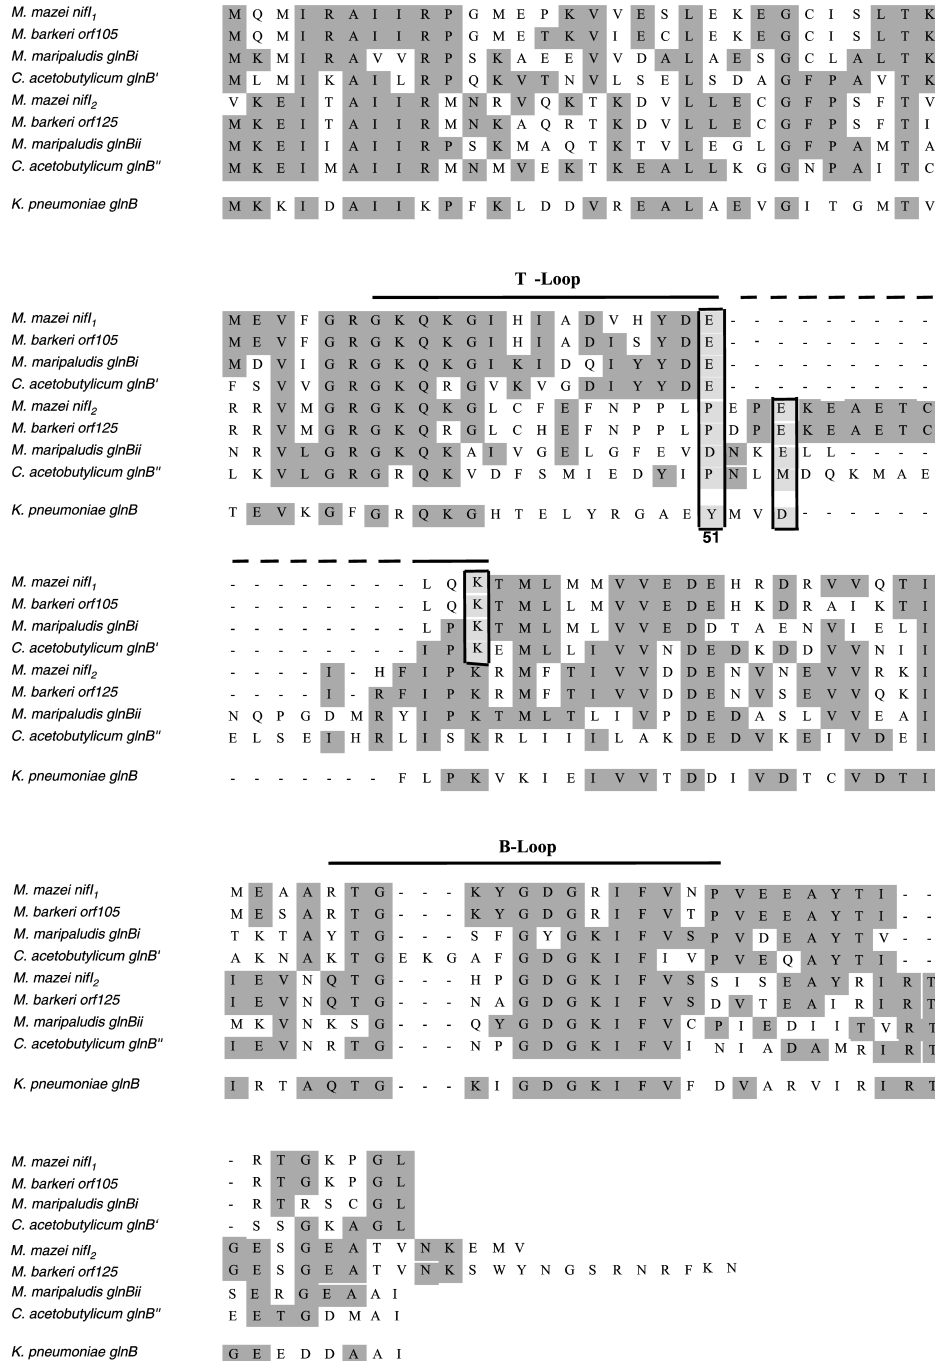 M. mazei nifI1 M Q M I R A I I R P G M E P K V V E S L E K E G C I S L T K
M. barkeri orf105 M Q M I R A I I R P G M E T K V I E C L E K E G C I S L T K
M. maripaludis glnBi M K M I R A V V R P S K A E E V V D A L A E S G C L A L T K
C. acetobutylicum glnB' M L M I K A I L R P Q K V T N V L S E L S D A G F P A V T K
M. mazei nifI2 V K E I T A I I R M N R V Q K T K D V L L E C G F P S F T V
M. barkeri orf125 M K E I T A I I R M N K A Q R T K D V L L E C G F P S F T I
M. maripaludis glnBii M K E I I A I I R P S K M A Q T K T V L E G L G F P A M T A
C. acetobutylicum glnB" M K E I M A I I R M N M V E K T K E A L L K G G N P A I T C
K. pneumoniae glnB M K K I D A I I K P F K L D D V R E A L A E V G I T G M T V
T -Loop
M. mazei nifI1 M E V F G R G K Q K G I H I A D V H Y D E - - - - - - - - -
M. barkeri orf105 M E V F G R G K Q K G I H I A D I S Y D E - - - - - - - - -
M. maripaludis glnBi M D V I G R G K Q K G I K I D Q I Y Y D E - - - - - - - - -
C. acetobutylicum glnB' F S V V G R G K Q R G V K V G D I Y Y D E - - - - - - - - -
M. mazei nifI2 R R V M G R G K Q K G L C F E F N P P L P E P E K E A E T C
M. barkeri orf125 R R V M G R G K Q R G L C H E F N P P L P D P E K E A E T C
M. maripaludis glnBii N R V L G R G K Q K A I V G E L G F E V D N K E L L - - - -
C. acetobutylicum glnB" L K V L G R G R Q K V D F S M I E D Y I P N L M D Q K M A E
K. pneumoniae glnB T E V K G F G R Q K G H T E L Y R G A E Y M V D - - - - - -
51
M. mazei nifI1 - - - - - - - - L Q K T M L M M V V E D E H R D R V V Q T I
M. barkeri orf105 - - - - - - - - L Q K T M L L M V V E D E H K D R A I K T I
M. maripaludis glnBi - - - - - - - - L P K T M L M L V V E D D T A E N V I E L I
C. acetobutylicum glnB' - - - - - - - - I P K E M L L I V V N D E D K D D V V N I I
M. mazei nifI2 - - - - I - H F I P K R M F T I V V D D E N V N E V V R K I
M. barkeri orf125 - - - - I - R F I P K R M F T I V V D D E N V S E V V Q K I
M. maripaludis glnBii N Q P G D M R Y I P K T M L T L I V P D E D A S L V V E A I
C. acetobutylicum glnB" E L S E I H R L I S K R L I I I L A K D E D V K E I V D E I
K. pneumoniae glnB - - - - - - - F L P K V K I E I V V T D D I V D T C V D T I
B-Loop
M. mazei nifI1 M E A A R T G - - - K Y G D G R I F V N P V E E A Y T I - -
M. barkeri orf105 M E S A R T G - - - K Y G D G R I F V T P V E E A Y T I - -
M. maripaludis glnBi T K T A Y T G - - - S F G Y G K I F V S P V D E A Y T V - -
C. acetobutylicum glnB' A K N A K T G E K G A F G D G K I F I V P V E Q A Y T I - -
M. mazei nifI2 I E V N Q T G - - - H P G D G K I F V S S I S E A Y R I R T
M. barkeri orf125 I E V N Q T G - - - N A G D G K I F V S D V T E A I R I R T
M. maripaludis glnBii M K V N K S G - - - Q Y G D G K I F V C P I E D I I T V R T
C. acetobutylicum glnB" I E V N R T G - - - N P G D G K I F V I N I A D A M R I R T
K. pneumoniae glnB I R T A Q T G - - - K I G D G K I F V F D V A R V I R I R T
M. mazei nifI1 - R T G K P G L
M. barkeri orf105 - R T G K P G L
M. maripaludis glnBi - R T R S C G L
C. acetobutylicum glnB' - S S G K A G L
M. mazei nifI2 G E S G E A T V N K E M V
M. barkeri orf125 G E S G E A T V N K S W Y N G S R N R F K N
M. maripaludis glnBii S E R G E A A I
C. acetobutylicum glnB" E E T G D M A I
K. pneumoniae glnB G E E D D A A I